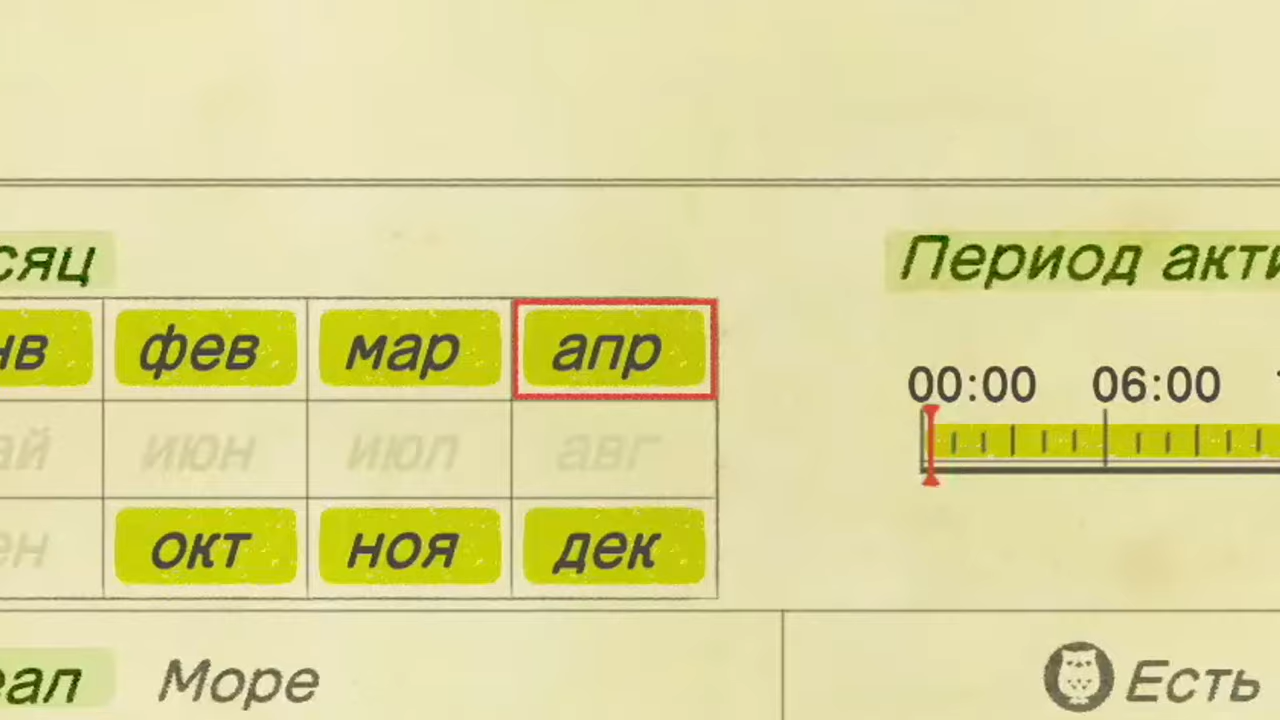 сяц
Период акти
нв фев мар апр
00:00 06:00
ай июн июл авг
ен
окт ноя дек
еал Море
Есть